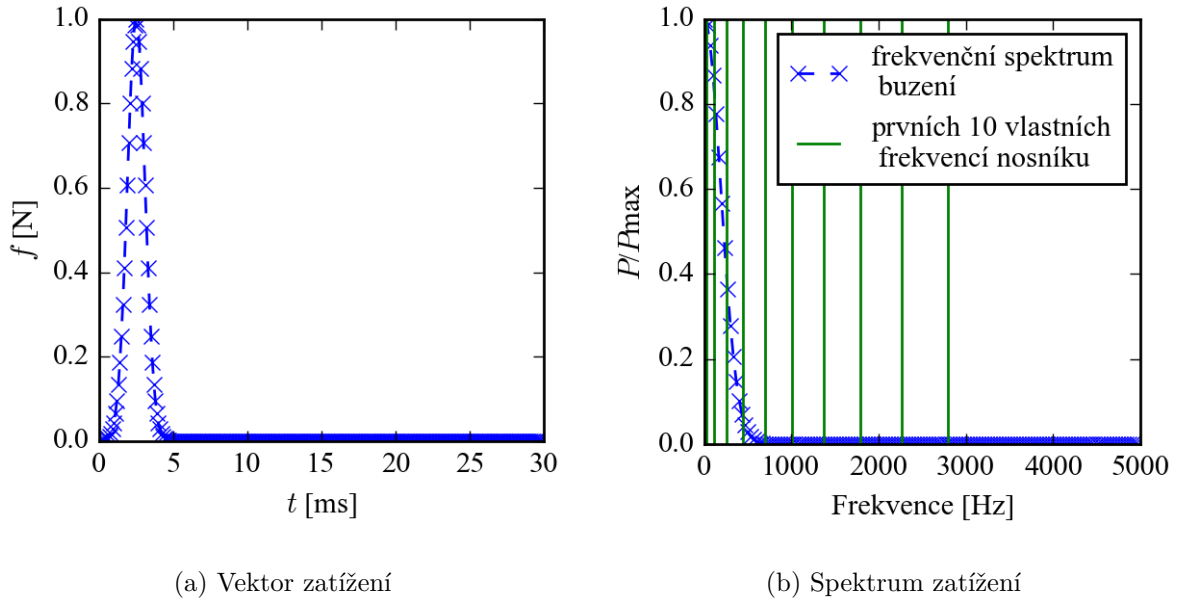 1.0
0.8
0.6
0.4
0.2
0.0
f [N]
0 5 10 15 20 25 30
t [ms]
(a) Vektor zatížení
1.0
0.8
0.6
0.4
0.2
0.0
P/Pmax
frekvenční spektrum
buzení
prvních 10 vlastních
frekvencí nosníku
0 1000 2000 3000 4000 5000
Frekvence [Hz]
(b) Spektrum zatížení